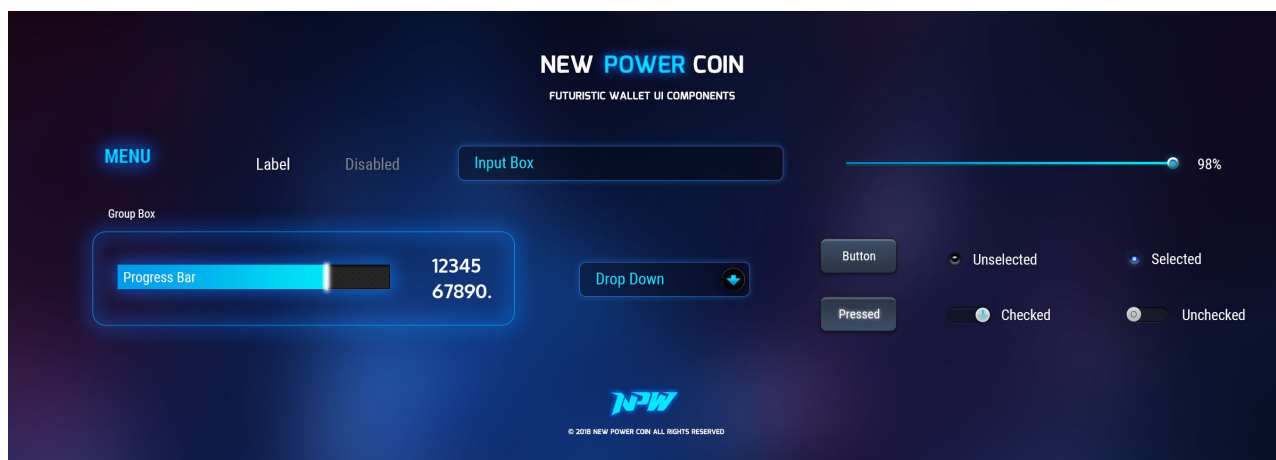 NEW POWER COIN
FUTURISTIC WALLET UI COMPONENTS
MENU
Label
Disabled
Input Box
98%
Group Box
Progress Bar
12345
67890.
Drop Down
Button
Unselected
Selected
Pressed
Checked
Unchecked
NPW
© 2018 NEW POWER COIN ALL RIGHTS RESERVED